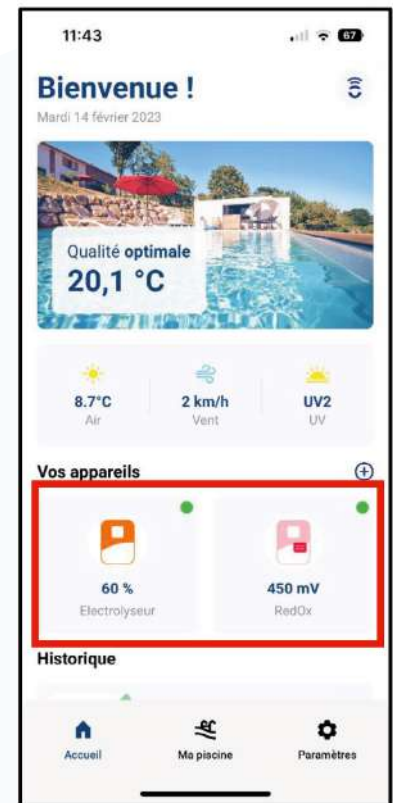 11:43
67
Bienvenue !
Mardi 14 février 2023
Qualité optimale
20,1 °C
8.7°C 2 km/h UV2
Air Vent UV
Vos appareils
60 % 450 mV
Electrolyseur RedOx
Historique
Accueil Ma piscine Paramètres